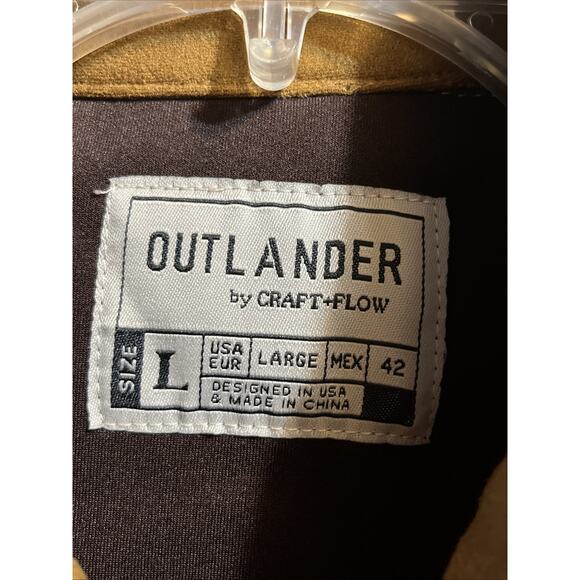 OUTLANDER
by CRAFT+FLOW
SIZE L USA EUR LARGE MEX 42
DESIGNED IN USA
& MADE IN CHINA